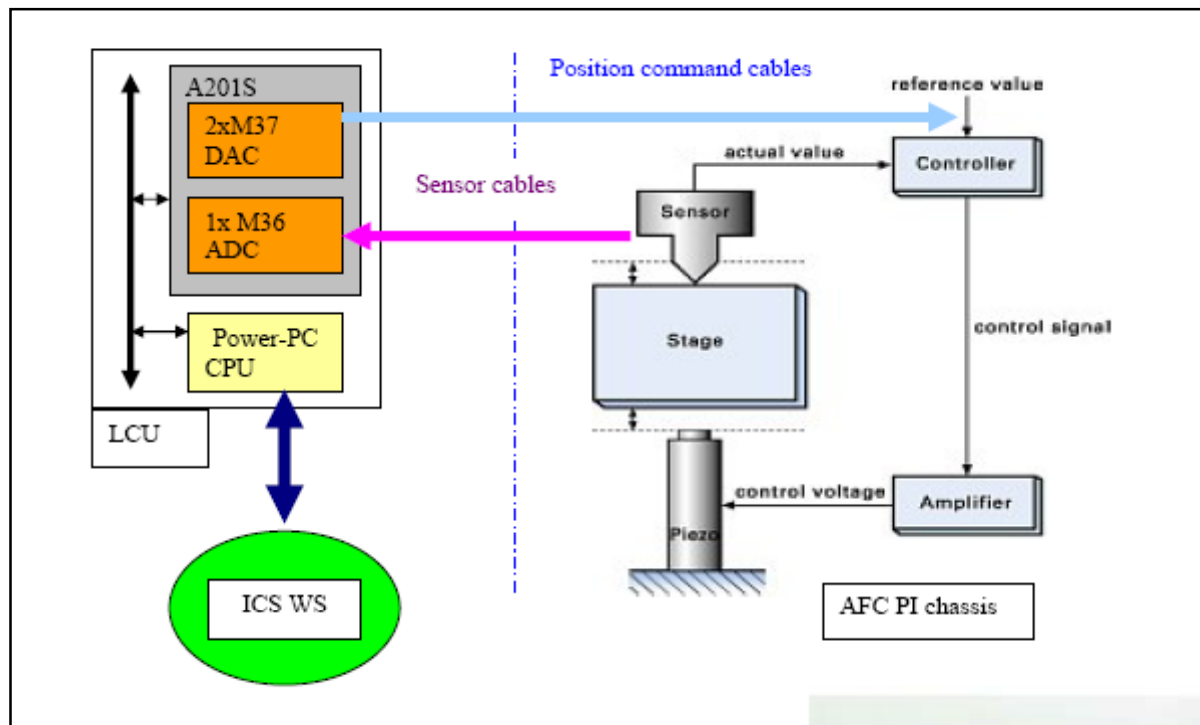 A201S
2xM37
DAC
1x M36
ADC
Power-PC
CPU
LCU
ICS WS
Position command cables
Sensor cables
reference value
actual value
Controller
Sensor
Stage
control signal
control voltage
Amplifier
Piezo
AFC PI chassis